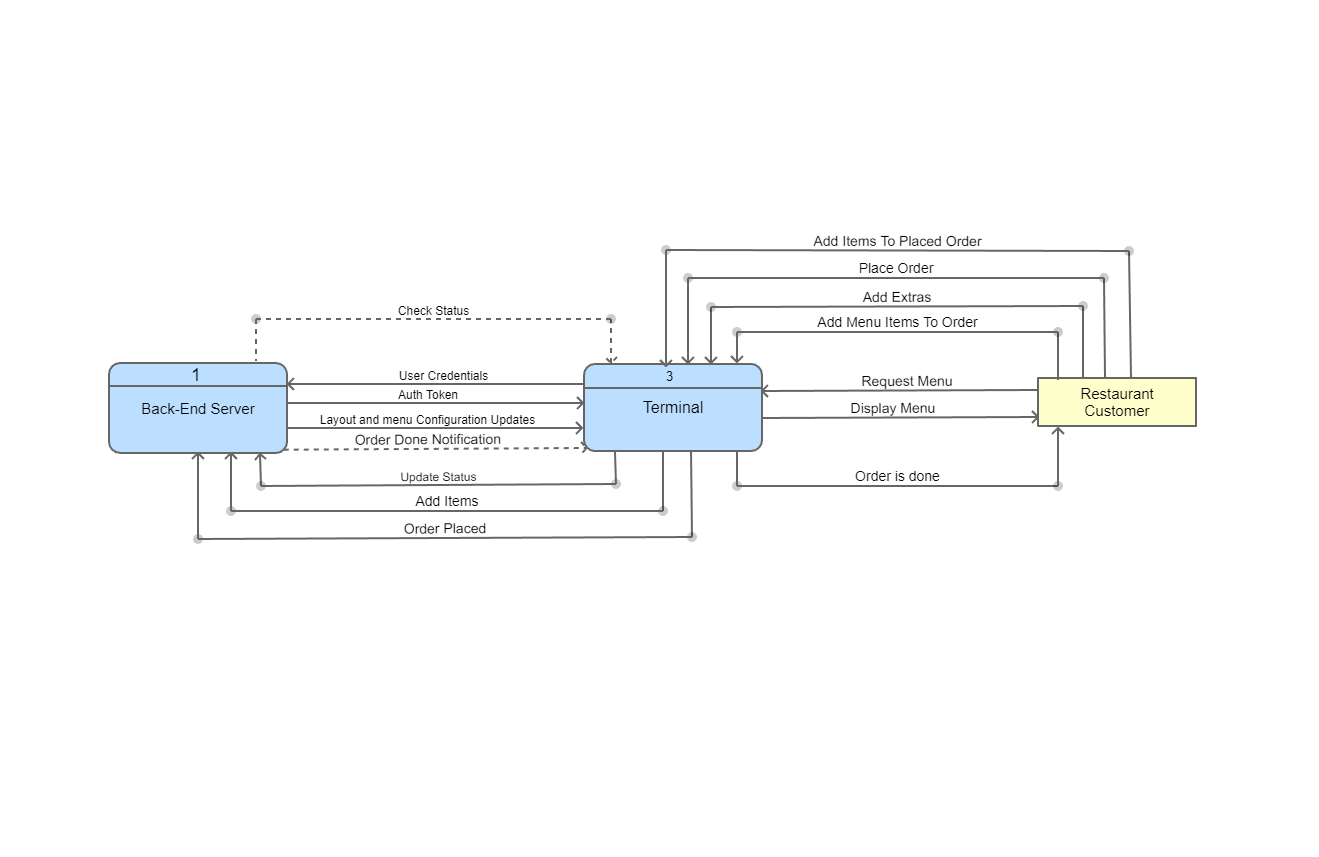 Add Items To Placed Order
Place Order
Add Extras
Add Menu Items To Order
Check Status
1
Back-End Server
User Credentials
Auth Token
Layout and menu Configuration Updates
Order Done Notification
3
Terminal
Request Menu
Display Menu
Restaurant
Customer
Update Status
Add Items
Order Placed
Order is done